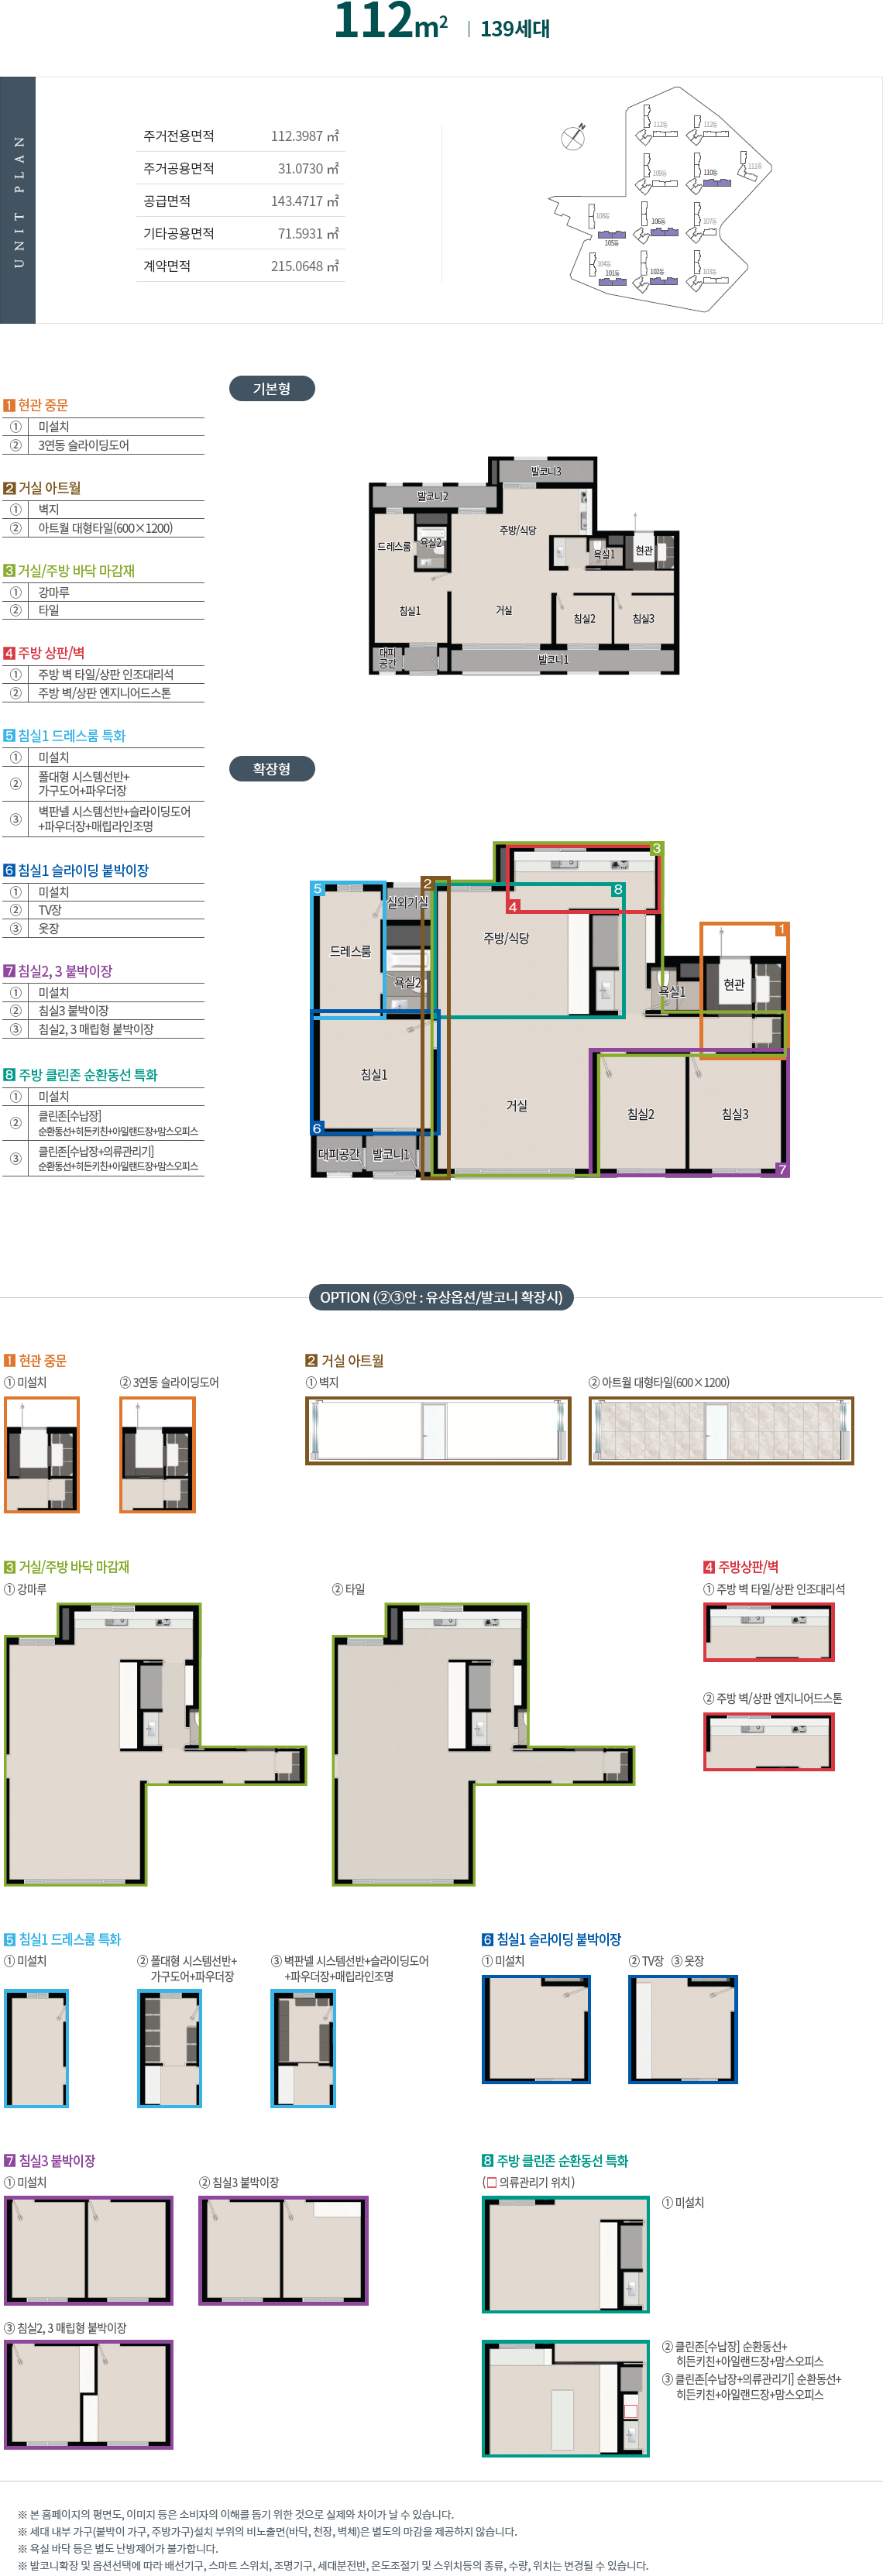 112m²
139세대
UNIT PLAN
주거전용면적 112.3987 ㎡
주거공용면적 31.0730 ㎡
공급면적 143.4717 ㎡
기타공용면적 71.5931 ㎡
계약면적 215.0648 ㎡
N
112동
112동
109동
110동
111동
108동
105동
106동
107동
104동
101동
102동
103동
기본형
1 현관 중문
① 미설치
② 3연동 슬라이딩도어
2 거실 아트월
① 벽지
② 아트월 대형타일(600×1200)
3 거실/주방 바닥 마감재
① 강마루
② 타일
4 주방 상판/벽
① 주방 벽 타일/상판 인조대리석
② 주방 벽/상판 엔지니어드스톤
5 침실1 드레스룸 특화
① 미설치
② 폴대형 시스템선반+
가구도어+파우더장
③ 벽판넬 시스템선반+슬라이딩도어
+파우더장+매립라인조명
6 침실1 슬라이딩 붙박이장
① 미설치
② TV장
③ 옷장
7 침실2, 3 붙박이장
① 미설치
② 침실3 붙박이장
③ 침실2, 3 매립형 붙박이장
8 주방 클린존 순환동선 특화
① 미설치
② 클린존[수납장]
순환동선+히든키친+아일랜드장+맘스오피스
③ 클린존[수납장+의류관리기]
순환동선+히든키친+아일랜드장+맘스오피스
발코니3
발코니2
주방/식당
드레스룸
욕실2
욕실1
현관
침실1
거실
침실2
침실3
대피
공간
발코니1
확장형
3
5
2
8
실외기실
4
1
드레스룸
주방/식당
욕실2
욕실1
현관
침실1
거실
침실2
침실3
6
대피공간
발코니1
7
OPTION (②③안 : 유상옵션/발코니 확장시)
1 현관 중문
① 미설치
② 3연동 슬라이딩도어
2 거실 아트월
① 벽지
② 아트월 대형타일(600×1200)
3 거실/주방 바닥 마감재
① 강마루
② 타일
4 주방상판/벽
① 주방 벽 타일/상판 인조대리석
② 주방 벽/상판 엔지니어드스톤
5 침실1 드레스룸 특화
① 미설치
② 폴대형 시스템선반+
가구도어+파우더장
③ 벽판넬 시스템선반+슬라이딩도어
+파우더장+매립라인조명
6 침실1 슬라이딩 붙박이장
① 미설치
② TV장 ③ 옷장
7 침실3 붙박이장
① 미설치
② 침실3 붙박이장
③ 침실2, 3 매립형 붙박이장
8 주방 클린존 순환동선 특화
(□ 의류관리기 위치)
① 미설치
② 클린존[수납장] 순환동선+
히든키친+아일랜드장+맘스오피스
③ 클린존[수납장+의류관리기] 순환동선+
히든키친+아일랜드장+맘스오피스
※ 본 홈페이지의 평면도, 이미지 등은 소비자의 이해를 돕기 위한 것으로 실제와 차이가 날 수 있습니다.
※ 세대 내부 가구(붙박이 가구, 주방가구)설치 부위의 비노출면(바닥, 천장, 벽체)은 별도의 마감을 제공하지 않습니다.
※ 욕실 바닥 등은 별도 난방제어가 불가합니다.
※ 발코니확장 및 옵션선택에 따라 배선기구, 스마트 스위치, 조명기구, 세대분전반, 온도조절기 및 스위치등의 종류, 수량, 위치는 변경될 수 있습니다.